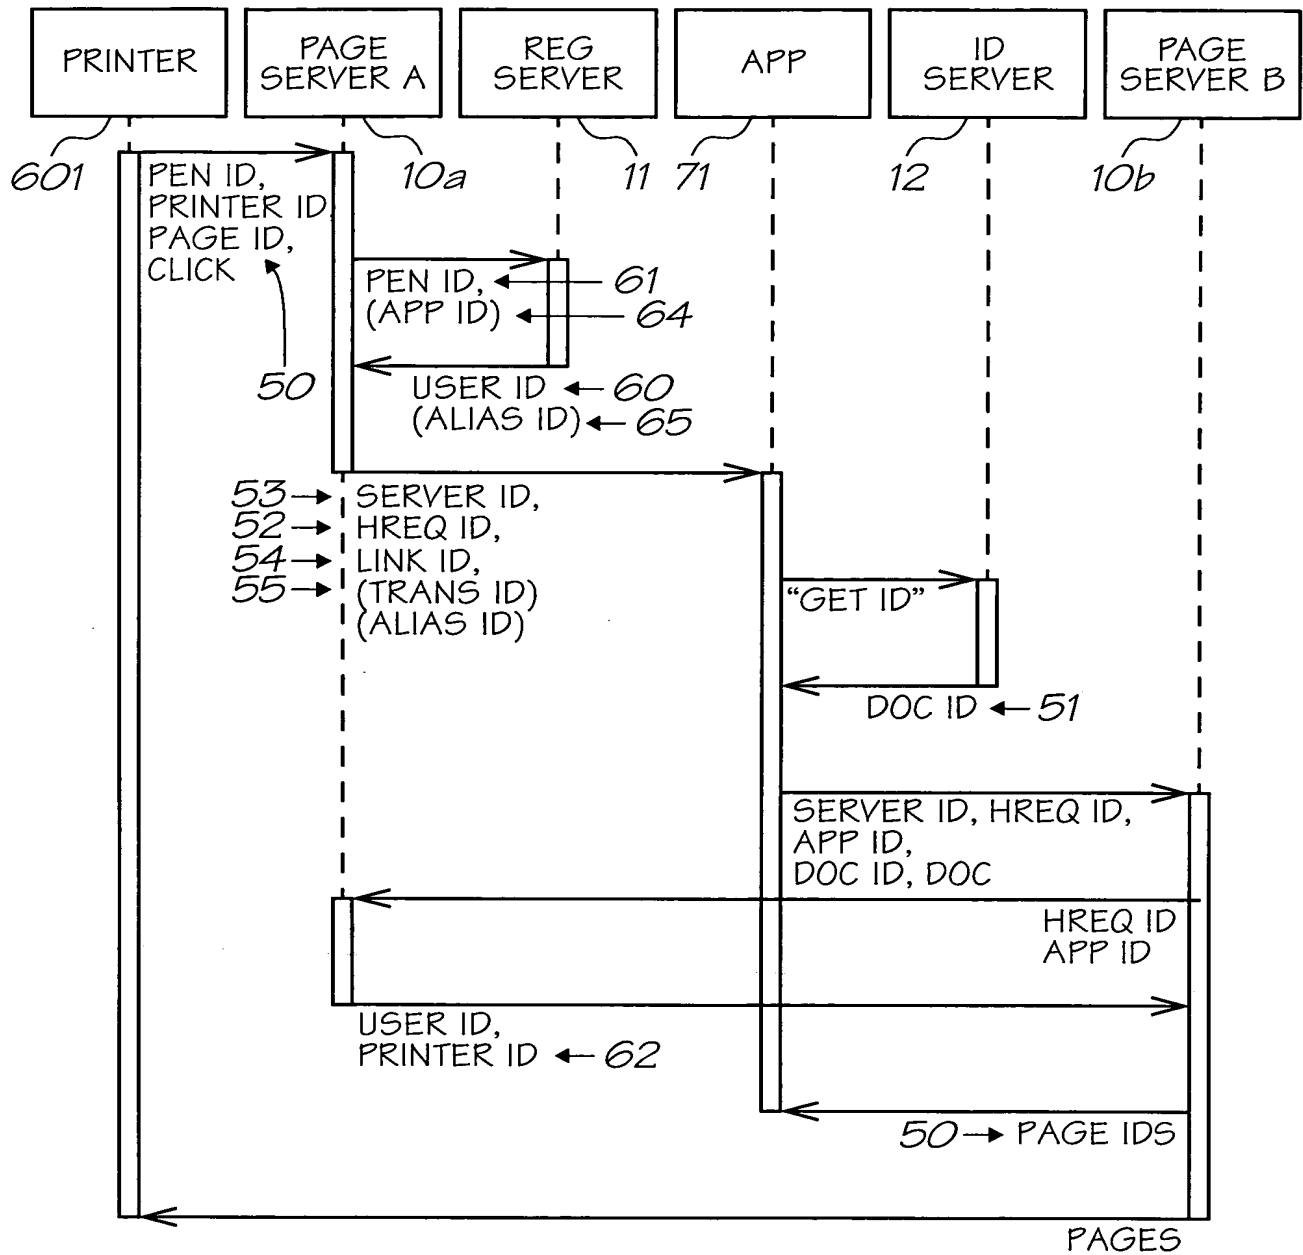 PRINTER
PAGE
SERVER A
REG
SERVER
APP
ID
SERVER
PAGE
SERVER B
601
10a
11
71
12
10b
PEN ID,
PRINTER ID
PAGE ID,
CLICK
50
PEN ID,
61
(APP ID)
64
USER ID
60
(ALIAS ID)
65
53
SERVER ID,
52
HREQ ID,
54
LINK ID,
55
(TRANS ID)
(ALIAS ID)
“GET ID”
DOC ID
51
SERVER ID, HREQ ID,
APP ID,
DOC ID, DOC
HREQ ID
APP ID
USER ID,
PRINTER ID
62
50
PAGE IDS
PAGES